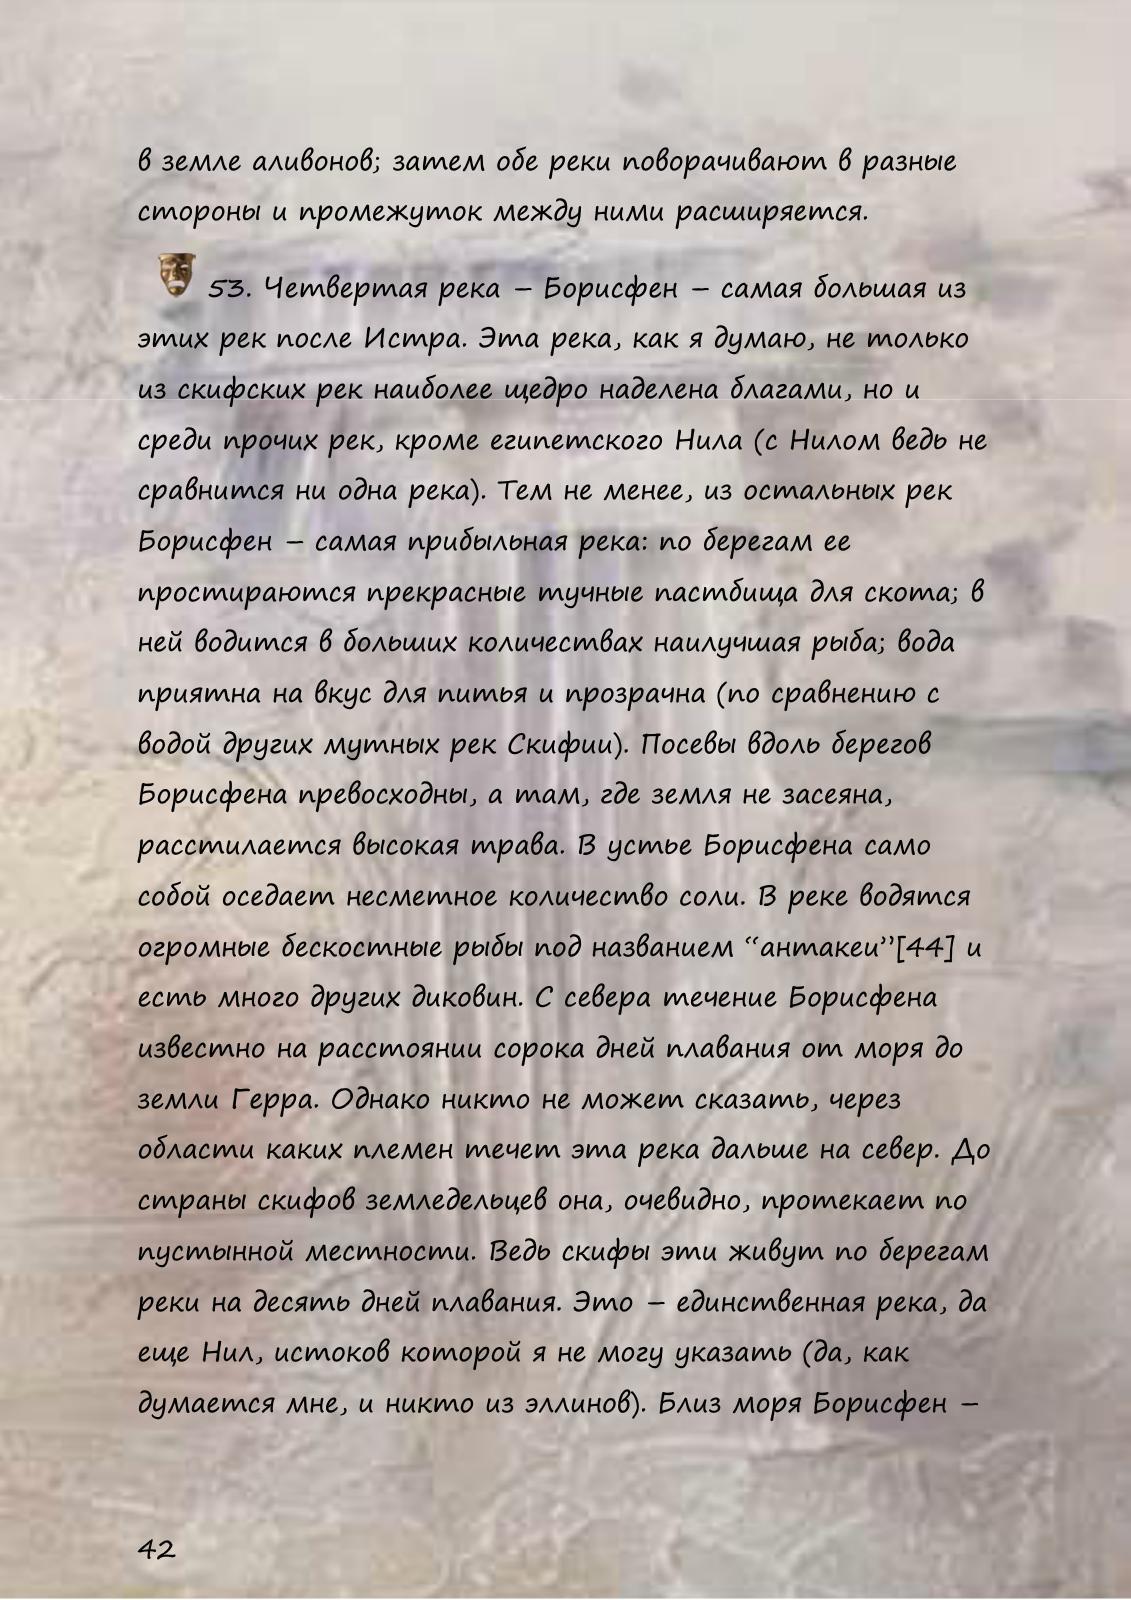 в земле аливонов; затем обе реки поворачивают в разные
стороны и промежуток между ними расширяется.
53. Четвертая река – Борисфен – самая большая из
этих рек после Истра. Эта река, как я думаю, не только
из скифских рек наиболее щедро наделена благами, но и
среди прочих рек, кроме египетского Нила (с Нилом ведь не
сравнится ни одна река). Тем не менее, из остальных рек
Борисфен – самая прибыльная река: по берегам ее
простираются прекрасные тучные пастбища для скота; в
ней водится в больших количествах наилучшая рыба; вода
приятна на вкус для питья и прозрачна (по сравнению с
водой других мутных рек Скифии). Посевы вдоль берегов
Борисфена превосходны, а там, где земля не засеяна,
расстилается высокая трава. В устье Борисфена само
собой оседает несметное количество соли. В реке водятся
огромные бескостные рыбы под названием “антакеи”[44] и
есть много других диковин. С севера течение Борисфена
известно на расстоянии сорока дней плавания от моря до
земли Герра. Однако никто не может сказать, через
области каких племен течет эта река дальше на север. До
страны скифов земледельцев она, очевидно, протекает по
пустынной местности. Ведь скифы эти живут по берегам
реки на десять дней плавания. Это – единственная река, да
еще Нил, истоков которой я не могу указать (да, как
думается мне, и никто из эллинов). Близ моря Борисфен –
42